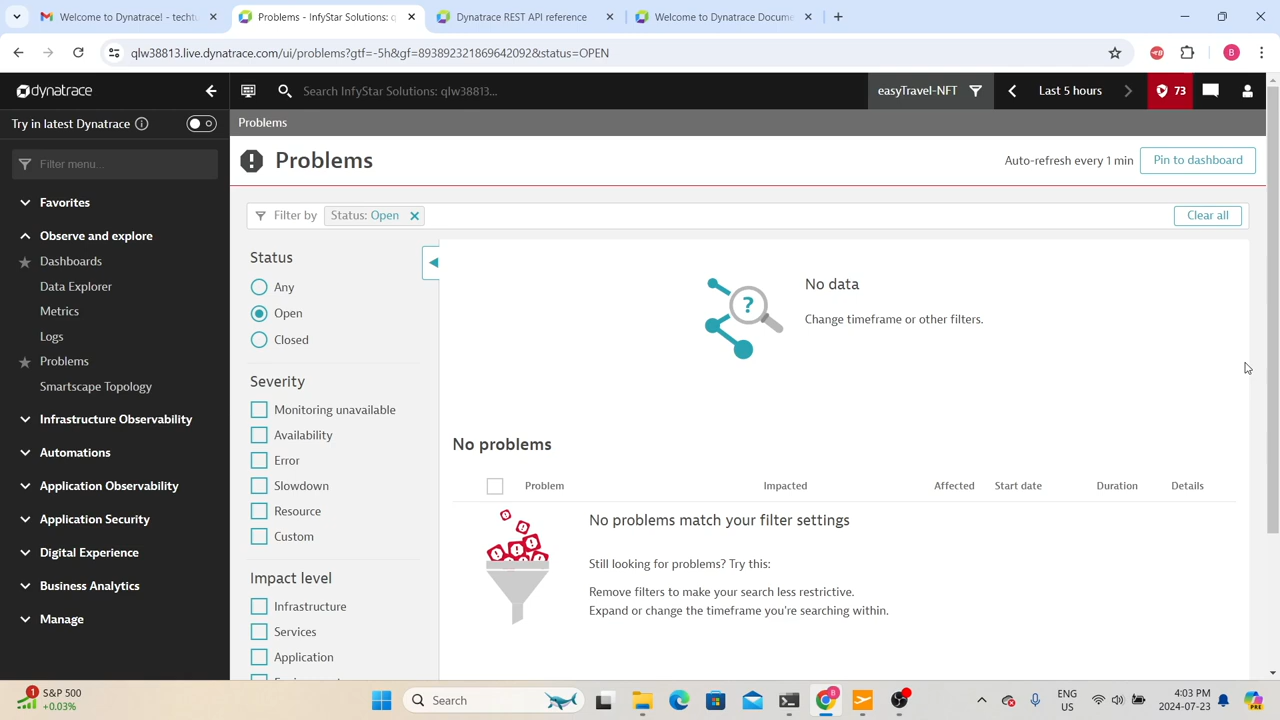 Welcome to Dynatrace! - techtu
Problems - InfyStar Solutions: q
Dynatrace REST API reference
Welcome to Dynatrace Docume
qlw38813.live.dynatrace.com/ui/problems?gtf=-5h&gf=8938923218696420928&status=OPEN
B
dynatrace
Search InfyStar Solutions: qlw38813...
easyTravel-NFT
Last 5 hours
73
Try in latest Dynatrace
Problems
Filter menu...
Problems
Auto-refresh every 1 min
Pin to dashboard
Favorites
Observe and explore
Dashboards
Data Explorer
Metrics
Logs
Problems
Smartscape Topology
Infrastructure Observability
Automations
Application Observability
Application Security
Digital Experience
Business Analytics
Manage
Filter by
Status: Open
Clear all
Status
Any
Open
Closed
Severity
Monitoring unavailable
Availability
Error
Slowdown
Resource
Custom
Impact level
Infrastructure
Services
Application
No data
Change timeframe or other filters.
No problems
Problem
Impacted
Affected
Start date
Duration
Details
No problems match your filter settings
Still looking for problems? Try this:
Remove filters to make your search less restrictive.
Expand or change the timeframe you're searching within.
1
S&P 500
+0.03%
Search
ENG
US
4:03 PM
2024-07-23